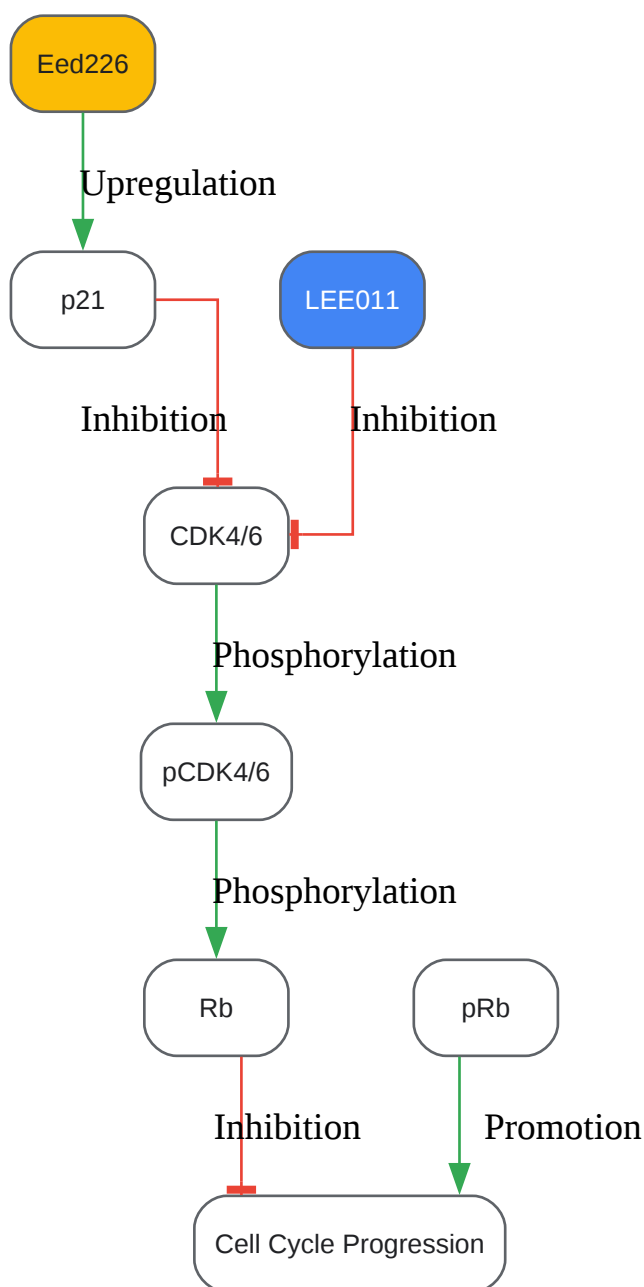 Eed226
Upregulation
p21
LEE011
Inhibition
Inhibition
CDK4/6
Phosphorylation
pCDK4/6
Phosphorylation
Rb
pRb
Inhibition
Promotion
Cell Cycle Progression